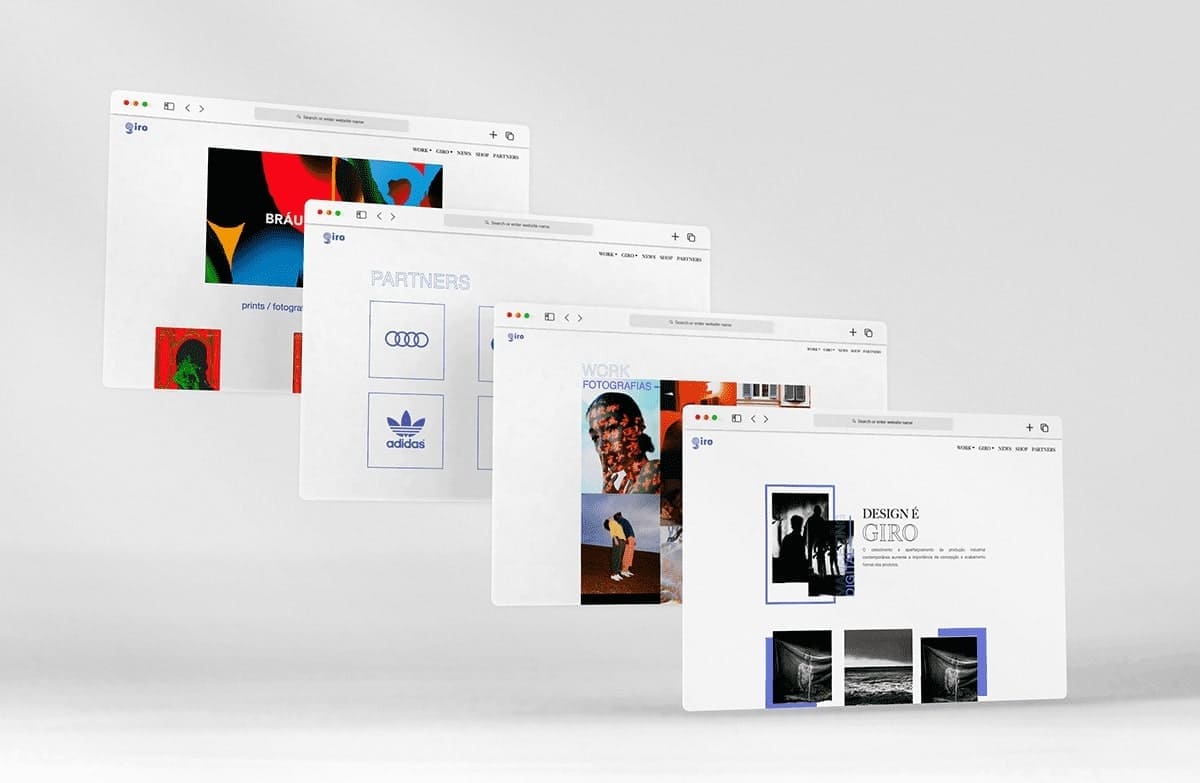 Search or enter website name
giro
WORK GIRO NEWS SHOP PARTNERS
BRÁU
prints / fotogra
Search or enter website name
giro
WORK GIRO NEWS SHOP PARTNERS
PARTNERS
adidas
Search or enter website name
giro
WORK GIRO NEWS SHOP PARTNERS
WORK
FOTOGRAFIAS –
Search or enter website name
giro
WORK GIRO NEWS SHOP PARTNERS
DESIGN É
GIRO
O crescimento e aperfeiçoamento da produção industrial
contemporânea aumenta a importância da concepção e acabamento
formal dos produtos.